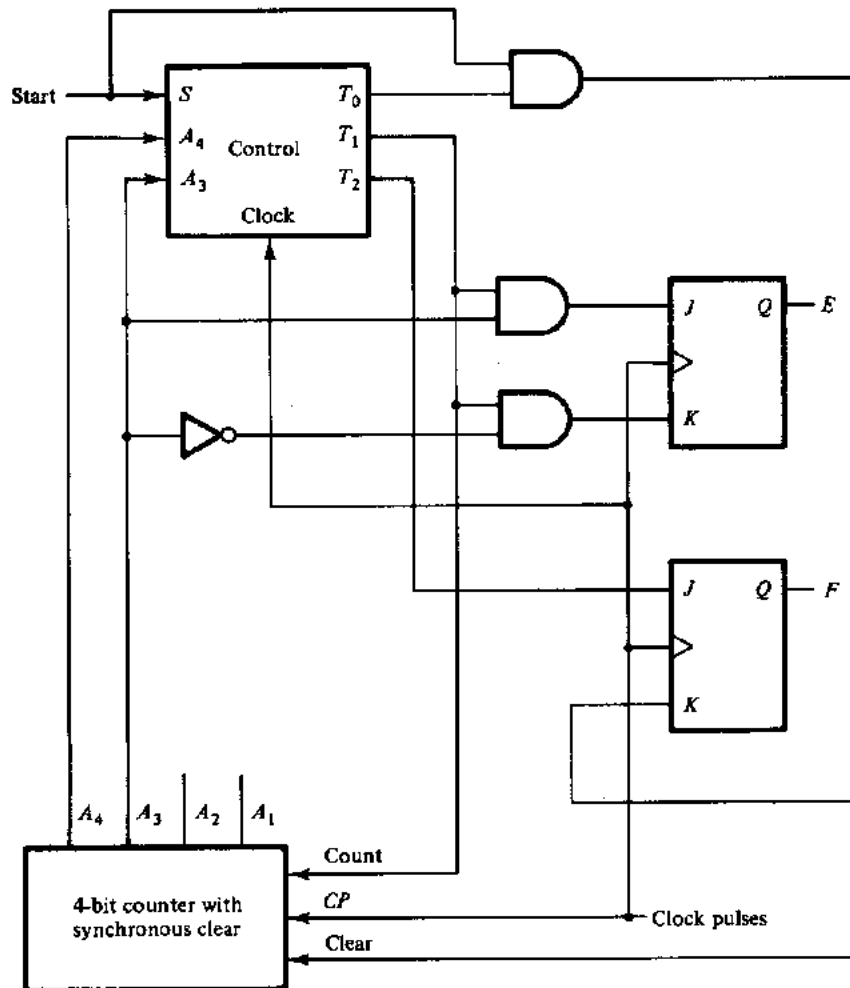 Start
S
T0
A4
Control
T1
A3
T2
Clock
J
Q
E
K
J
Q
F
K
A4
A3
A2
A1
Count
4-bit counter with
synchronous clear
CP
Clock pulses
Clear